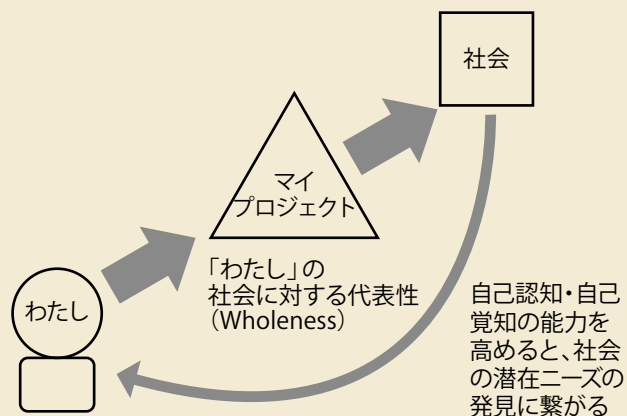 社会
マイ
プロジェクト
「わたし」の
社会に対する代表性
（Wholeness）
わたし
自己認知・自己
覚知の能力を
高めると、社会
の潜在ニーズの
発見に繋がる